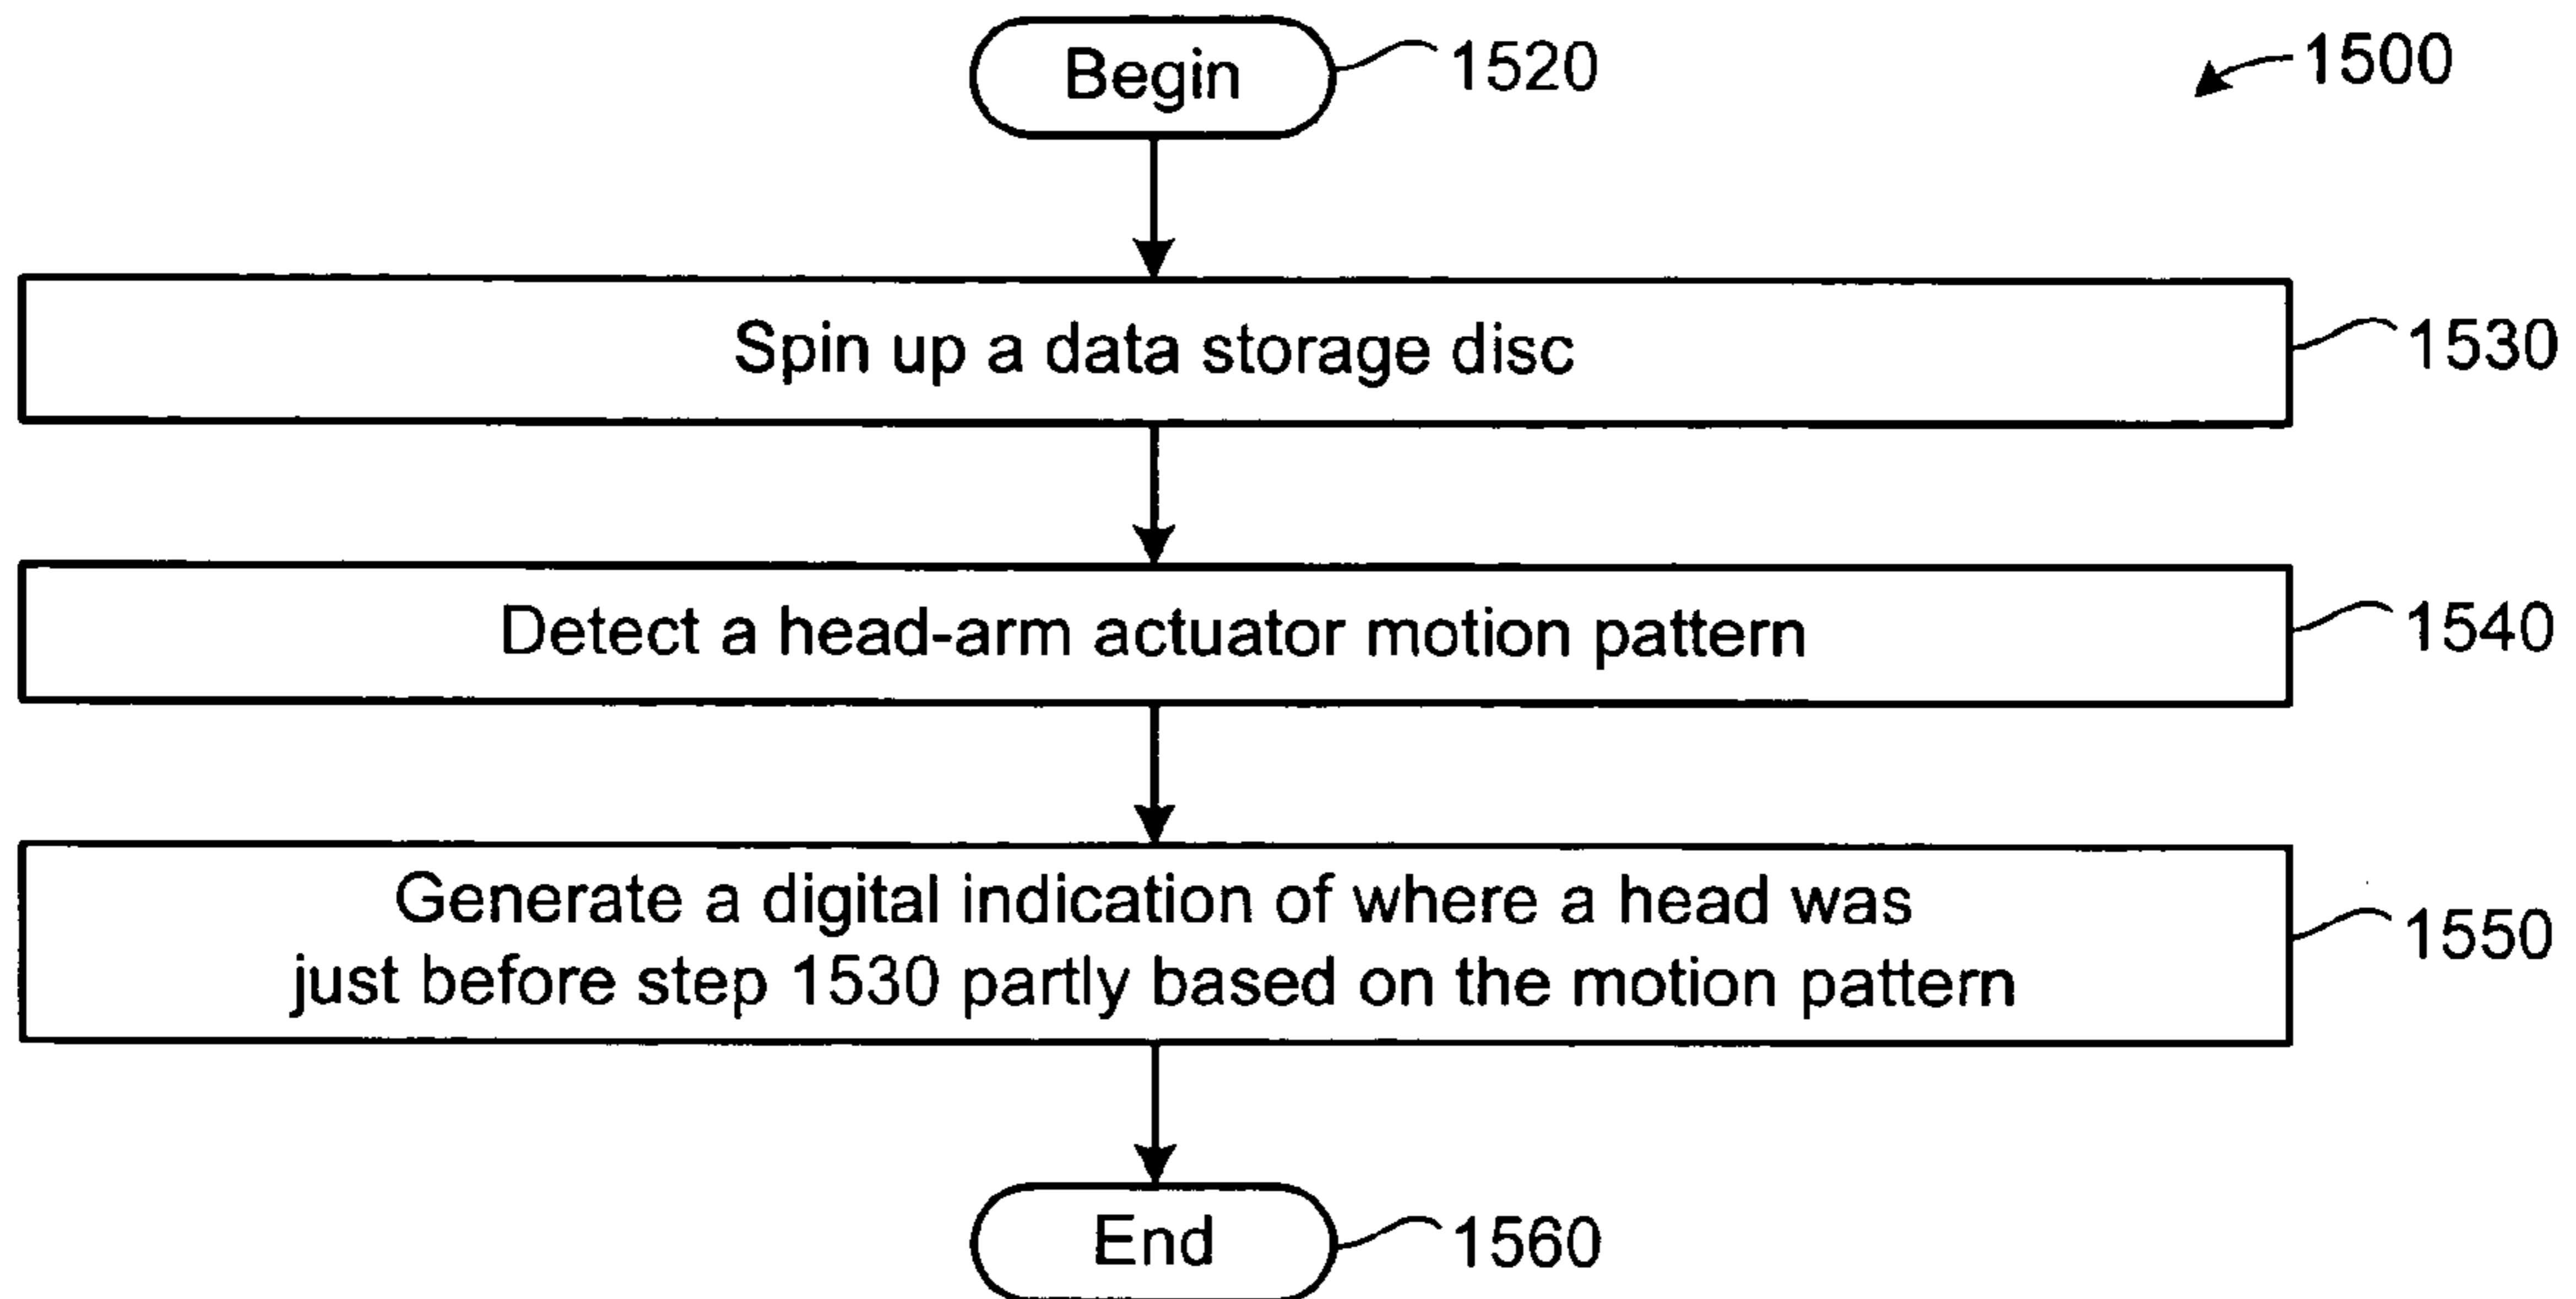 Begin
1520
1500
Spin up a data storage disc
1530
Detect a head-arm actuator motion pattern
1540
Generate a digital indication of where a head was
just before step 1530 partly based on the motion pattern
1550
End
1560